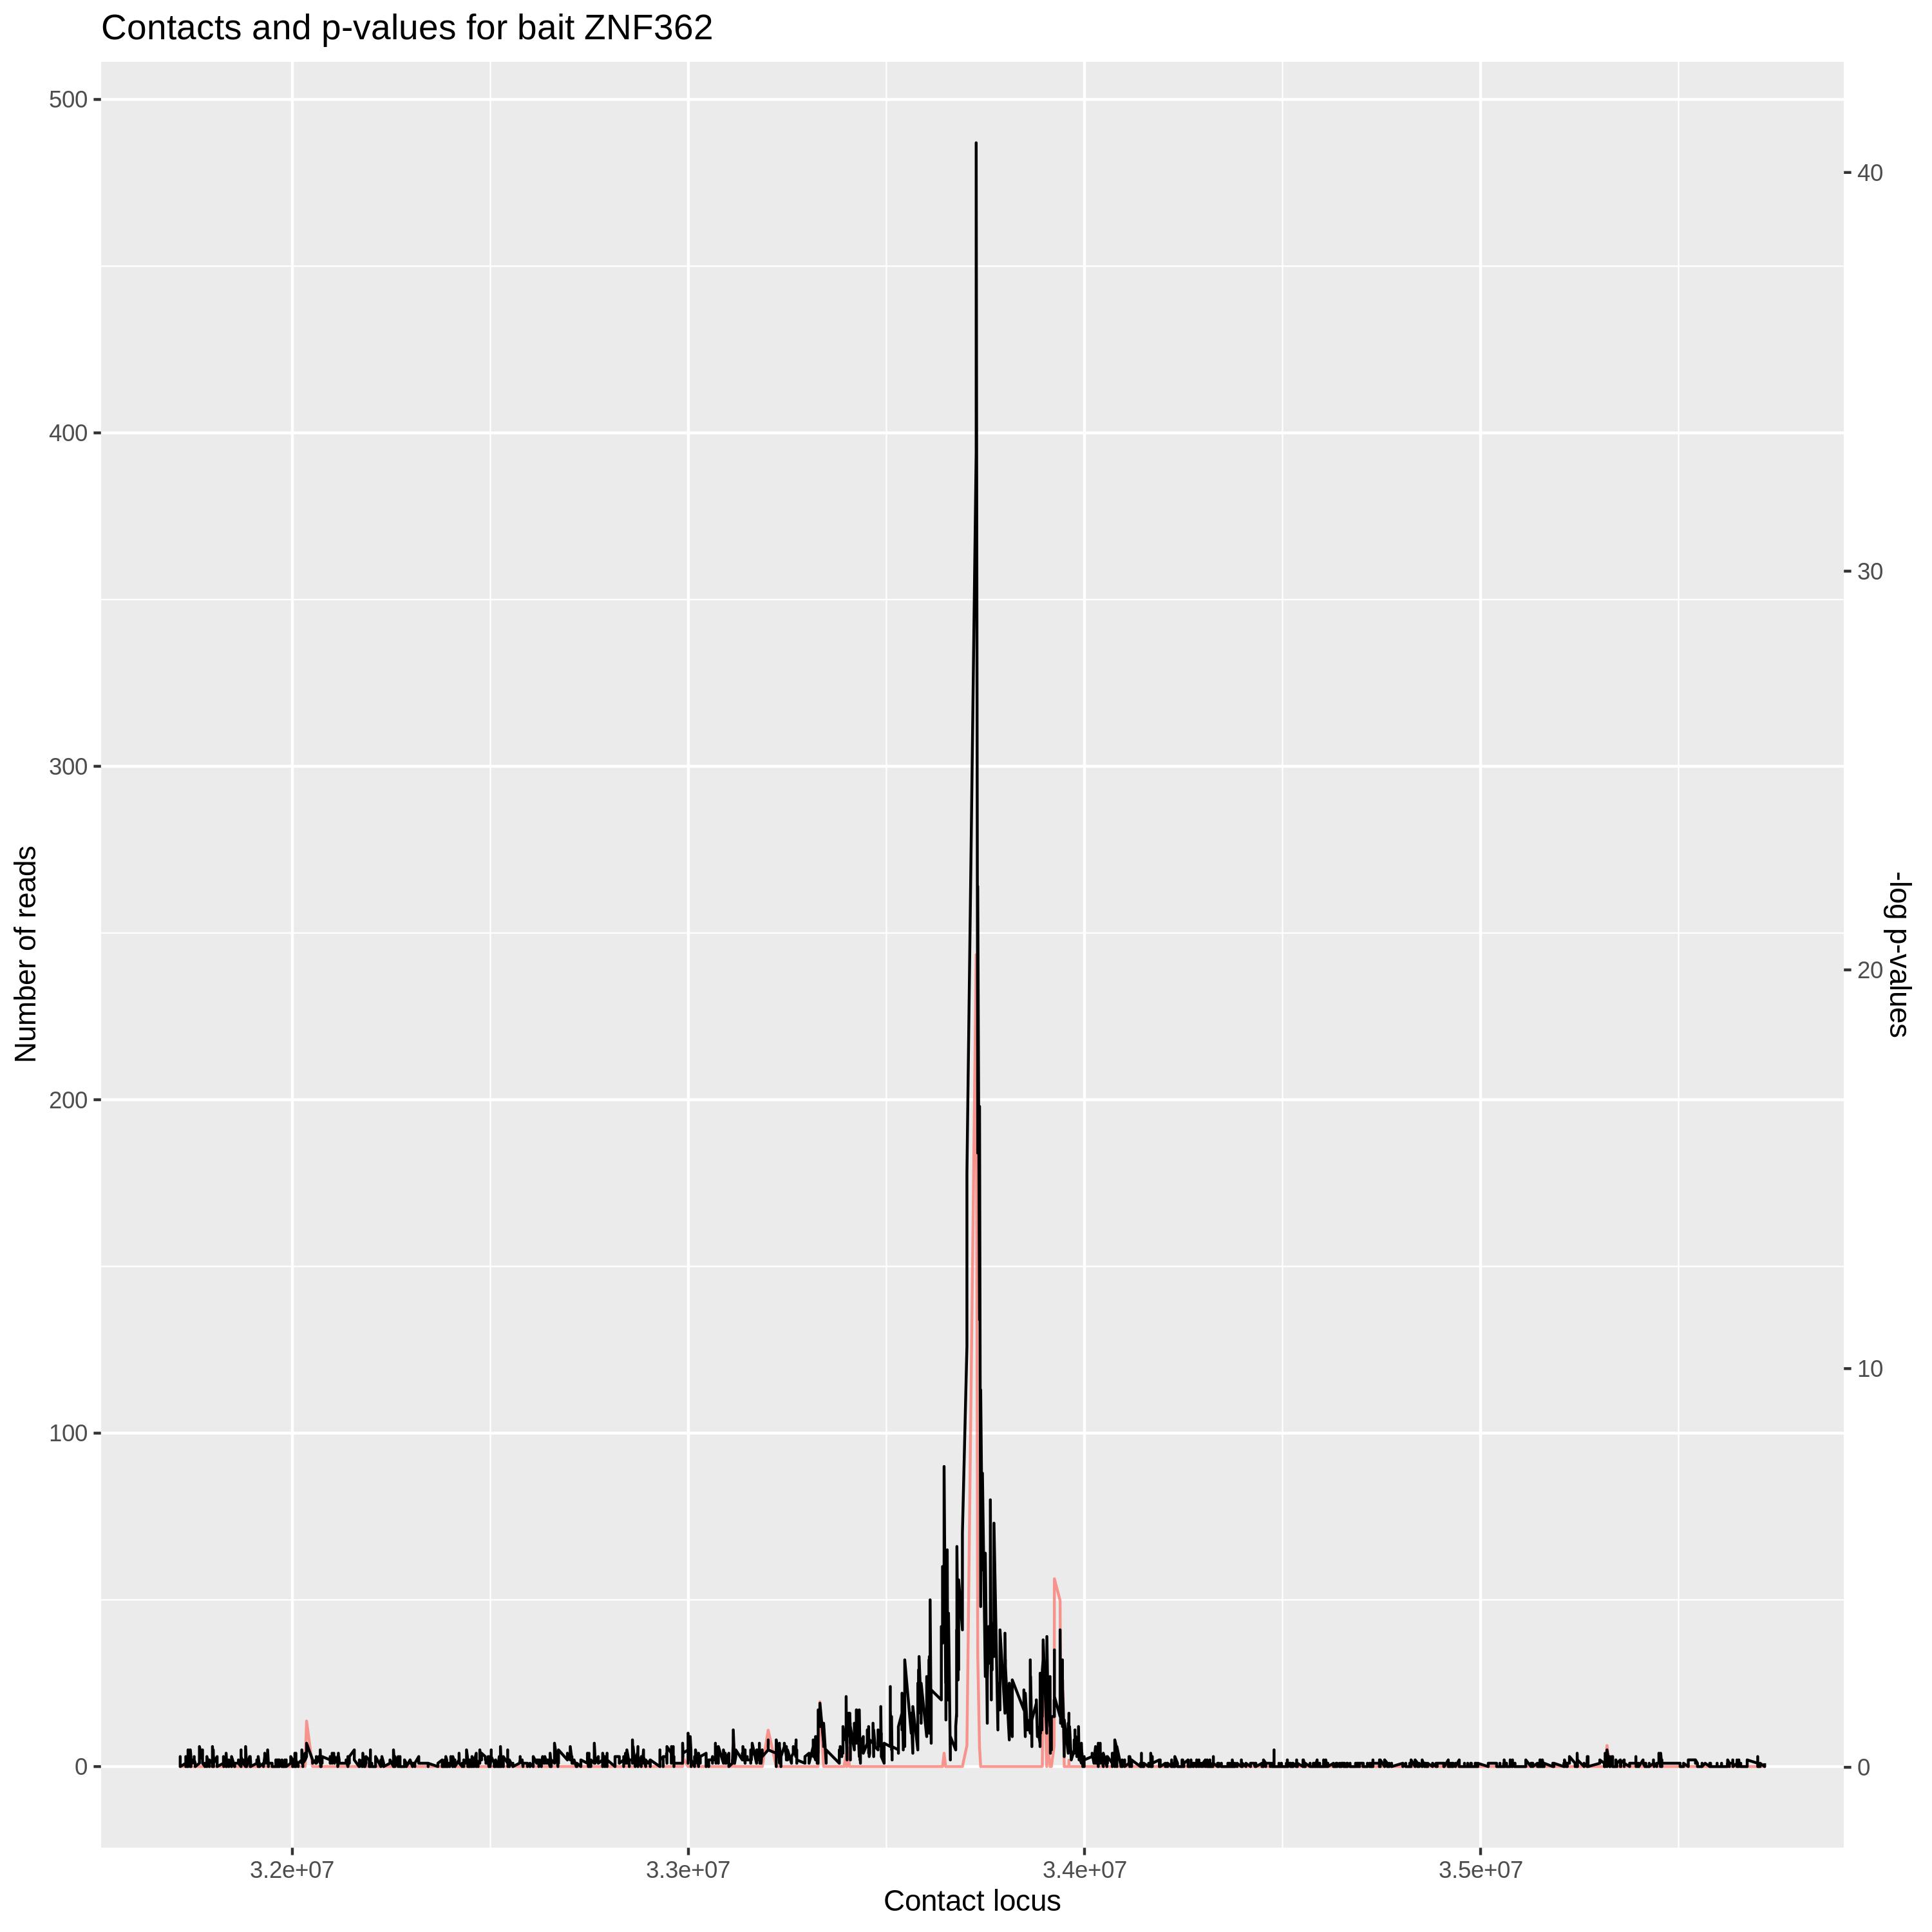 Contacts and p-values for bait ZNF362
500
400
300
200
100
0
Number of reads
40
30
20
10
0
-log p-values
3.2e+07
3.3e+07
3.4e+07
3.5e+07
Contact locus